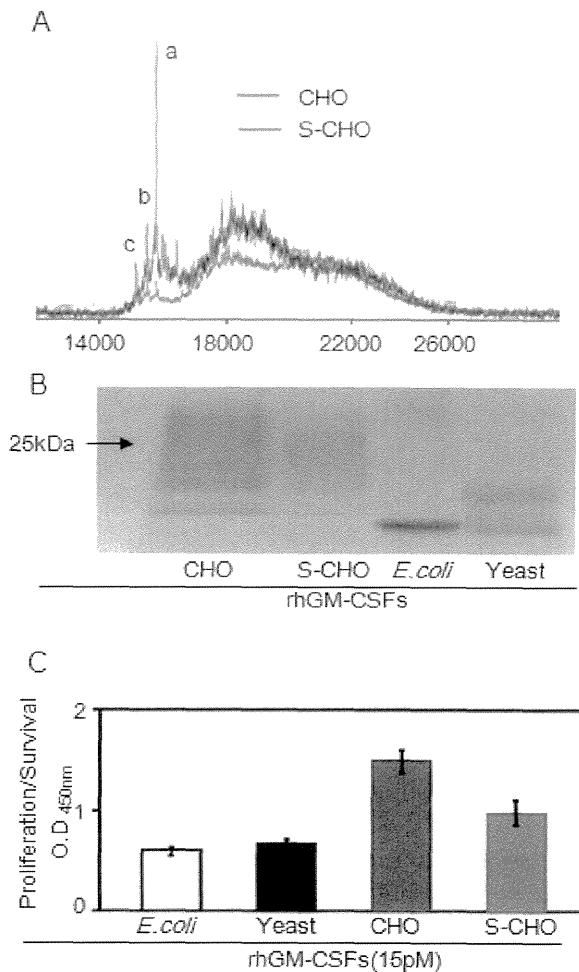 A
a
CHO
S-CHO
b
c
14000 18000 22000 26000
B
25kDa
CHO S-CHO E.coli Yeast
rhGM-CSFs
C
Proliferation/Survival
O.D 450nm
2
1
0
E.coli Yeast CHO S-CHO
rhGM-CSFs(15pM)